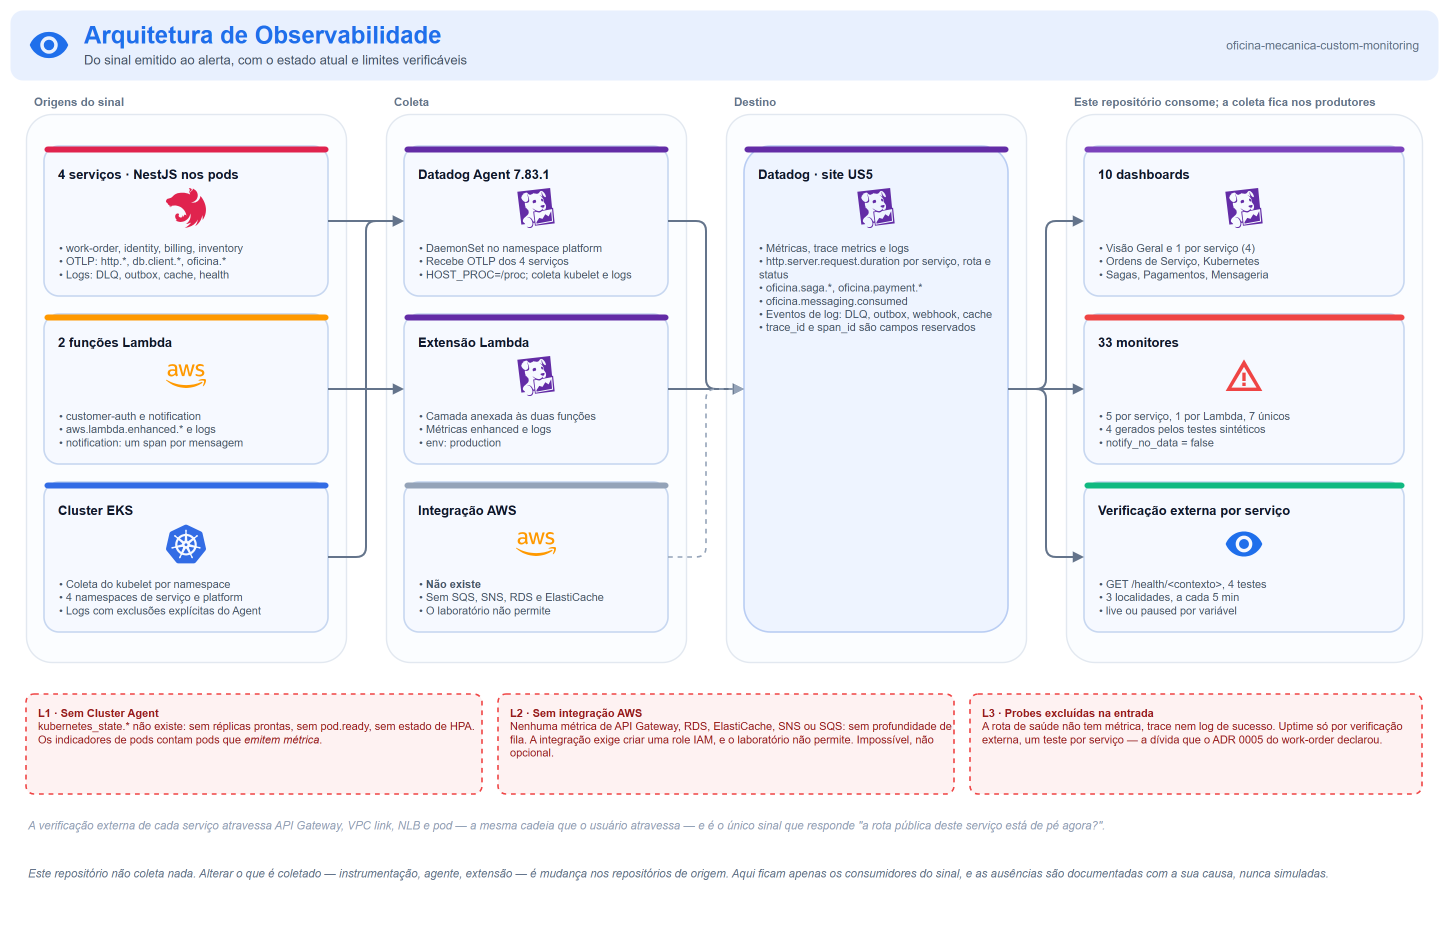 Arquitetura de Observabilidade
Do sinal emitido ao alerta, com o estado atual e limites verificáveis
oficina-mecanica-custom-monitoring
Origens do sinal
4 serviços · NestJS nos pods
• work-order, identity, billing, inventory
• OTLP: http.*, db.client.*, oficina.*
• Logs: DLQ, outbox, cache, health
2 funções Lambda
aws
• customer-auth e notification
• aws.lambda.enhanced.* e logs
• notification: um span por mensagem
Cluster EKS
• Coleta do kubelet por namespace
• 4 namespaces de serviço e platform
• Logs com exclusões explícitas do Agent
Coleta
Datadog Agent 7.83.1
• DaemonSet no namespace platform
• Recebe OTLP dos 4 serviços
• HOST_PROC=/proc; coleta kubelet e logs
Extensão Lambda
• Camada anexada às duas funções
• Métricas enhanced e logs
• env: production
Integração AWS
aws
• Não existe
• Sem SQS, SNS, RDS e ElastiCache
• O laboratório não permite
Destino
Datadog · site US5
• Métricas, trace metrics e logs
• http.server.request.duration por serviço, rota e
status
• oficina.saga.*, oficina.payment.*
• oficina.messaging.consumed
• Eventos de log: DLQ, outbox, webhook, cache
• trace_id e span_id são campos reservados
Este repositório consome; a coleta fica nos produtores
10 dashboards
• Visão Geral e 1 por serviço (4)
• Ordens de Serviço, Kubernetes
• Sagas, Pagamentos, Mensageria
33 monitores
• 5 por serviço, 1 por Lambda, 7 únicos
• 4 gerados pelos testes sintéticos
• notify_no_data = false
Verificação externa por serviço
• GET /health/<contexto>, 4 testes
• 3 localidades, a cada 5 min
• live ou paused por variável
L1 · Sem Cluster Agent
kubernetes_state.* não existe: sem réplicas prontas, sem pod.ready, sem estado de HPA.
Os indicadores de pods contam pods que emitem métrica.
L2 · Sem integração AWS
Nenhuma métrica de API Gateway, RDS, ElastiCache, SNS ou SQS: sem profundidade de
fila. A integração exige criar uma role IAM, e o laboratório não permite. Impossível, não
opcional.
L3 · Probes excluídas na entrada
A rota de saúde não tem métrica, trace nem log de sucesso. Uptime só por verificação
externa, um teste por serviço — a dívida que o ADR 0005 do work-order declarou.
A verificação externa de cada serviço atravessa API Gateway, VPC link, NLB e pod — a mesma cadeia que o usuário atravessa — e é o único sinal que responde "a rota pública deste serviço está de pé agora?".
Este repositório não coleta nada. Alterar o que é coletado — instrumentação, agente, extensão — é mudança nos repositórios de origem. Aqui ficam apenas os consumidores do sinal, e as ausências são documentadas com a sua causa, nunca simuladas.